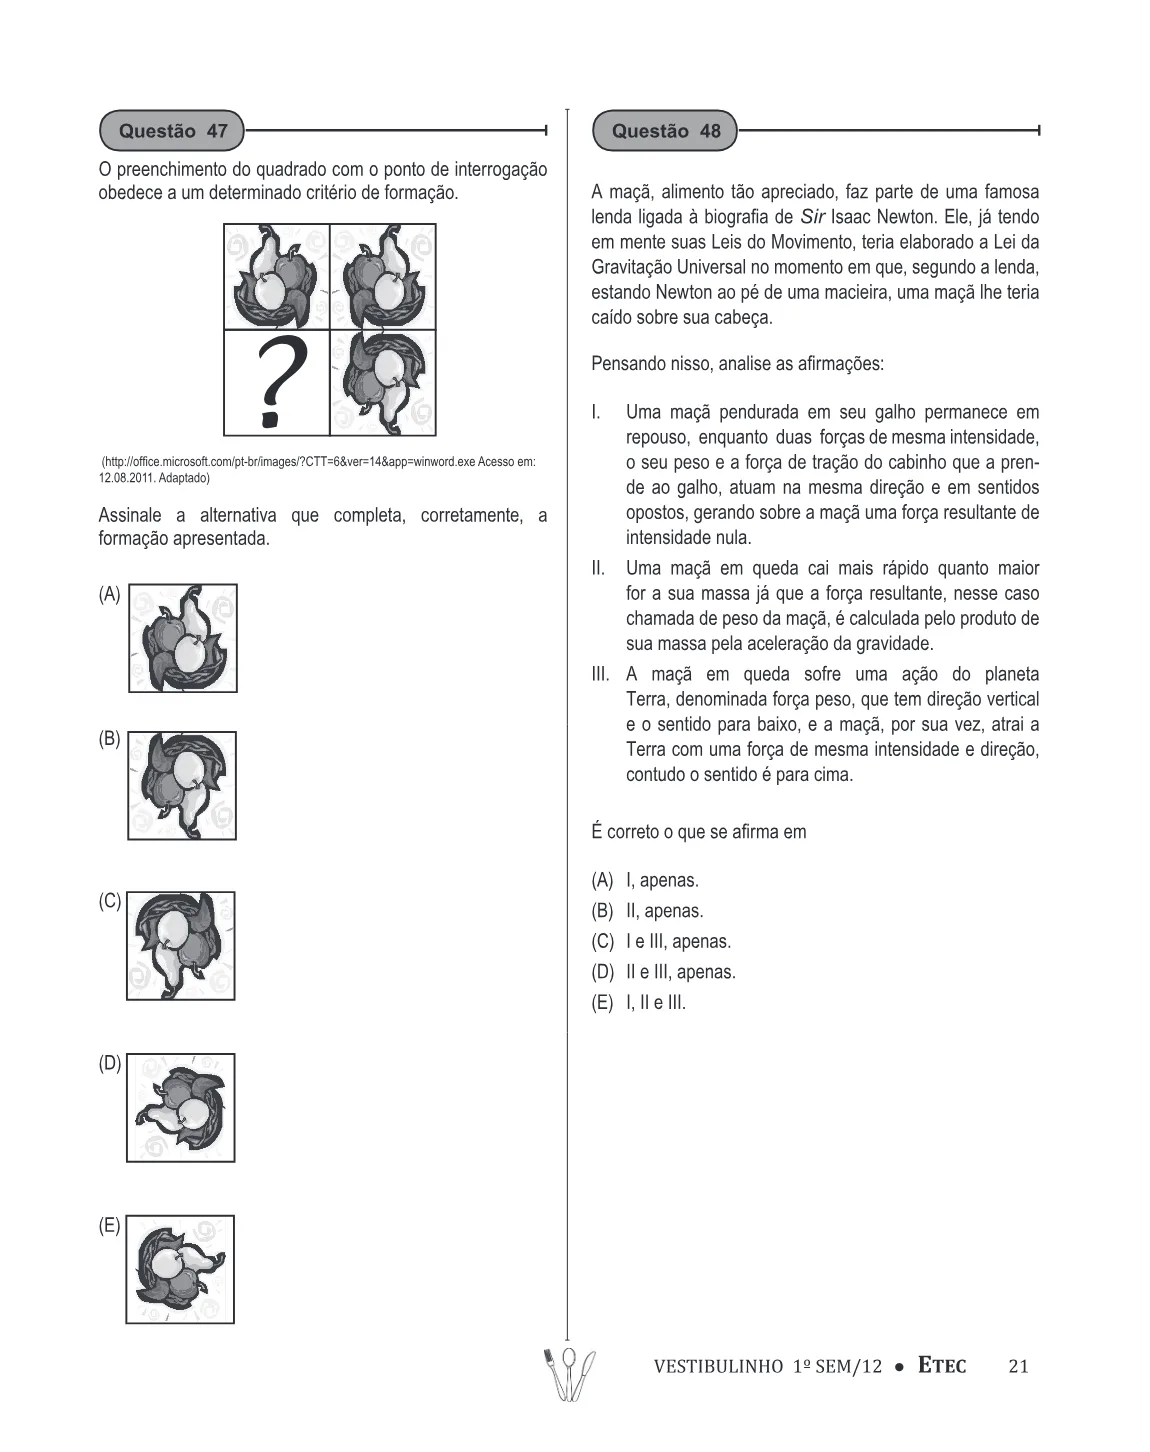 Questão 47
O preenchimento do quadrado com o ponto de interrogação
obedece a um determinado critério de formação.
?
(http://office.microsoft.com/pt-br/images/?CTT=6&ver=14&app=winword.exe Acesso em:
12.08.2011. Adaptado)
Assinale a alternativa que completa, corretamente, a
formação apresentada.
(A)
(B)
(C)
(D)
(E)
Questão 48
A maçã, alimento tão apreciado, faz parte de uma famosa
lenda ligada à biografia de Sir Isaac Newton. Ele, já tendo
em mente suas Leis do Movimento, teria elaborado a Lei da
Gravitação Universal no momento em que, segundo a lenda,
estando Newton ao pé de uma macieira, uma maçã lhe teria
caído sobre sua cabeça.
Pensando nisso, analise as afirmações:
I. Uma maçã pendurada em seu galho permanece em
repouso, enquanto duas forças de mesma intensidade,
o seu peso e a força de tração do cabinho que a pren-
de ao galho, atuam na mesma direção e em sentidos
opostos, gerando sobre a maçã uma força resultante de
intensidade nula.
II. Uma maçã em queda cai mais rápido quanto maior
for a sua massa já que a força resultante, nesse caso
chamada de peso da maçã, é calculada pelo produto de
sua massa pela aceleração da gravidade.
III. A maçã em queda sofre uma ação do planeta
Terra, denominada força peso, que tem direção vertical
e o sentido para baixo, e a maçã, por sua vez, atrai a
Terra com uma força de mesma intensidade e direção,
contudo o sentido é para cima.
É correto o que se afirma em
(A) I, apenas.
(B) II, apenas.
(C) I e III, apenas.
(D) II e III, apenas.
(E) I, II e III.
VESTIBULINHO 1º SEM/12 • ETEC 21